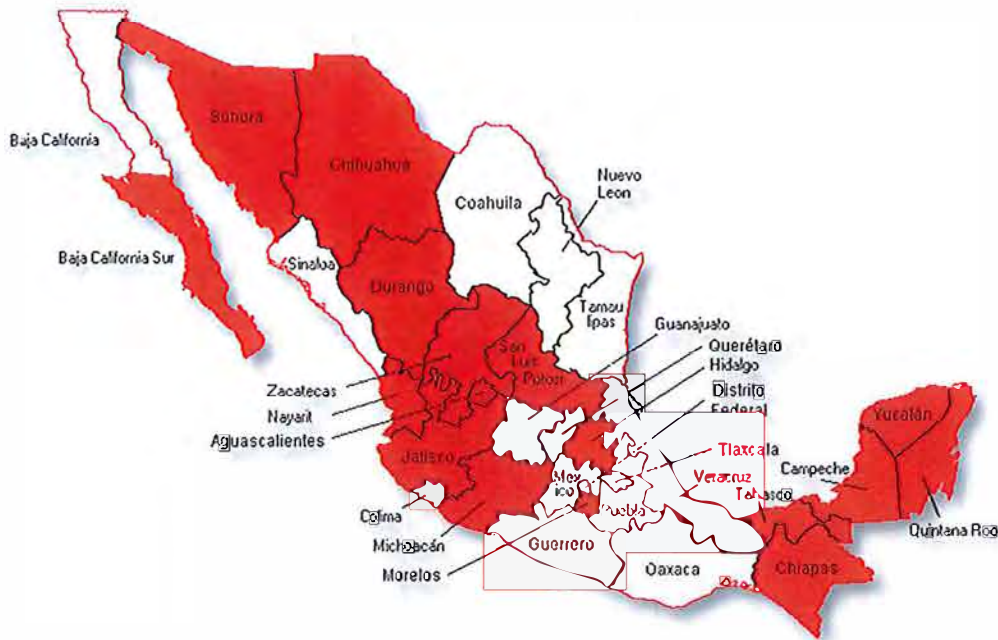 Sonora
Baja California
Chihuahua
Nuevo
Leon
Coahuila
Baja California Sur
Sinaloa
Durango
Tamau
lipas
Guanajuato
San
Luis
Potosi
Querétaro
Hidalgo
Zacatecas
Distrito
Federal
Nayarit
Yucatán
Aguascalientes
Tlaxcala
Jalisco
Campeche
Mex
ico
Veracruz
Tabasco
Colima
Puebla
Quintana Roo
Michoacán
Guerrero
Morelos
Oaxaca
Chiapas